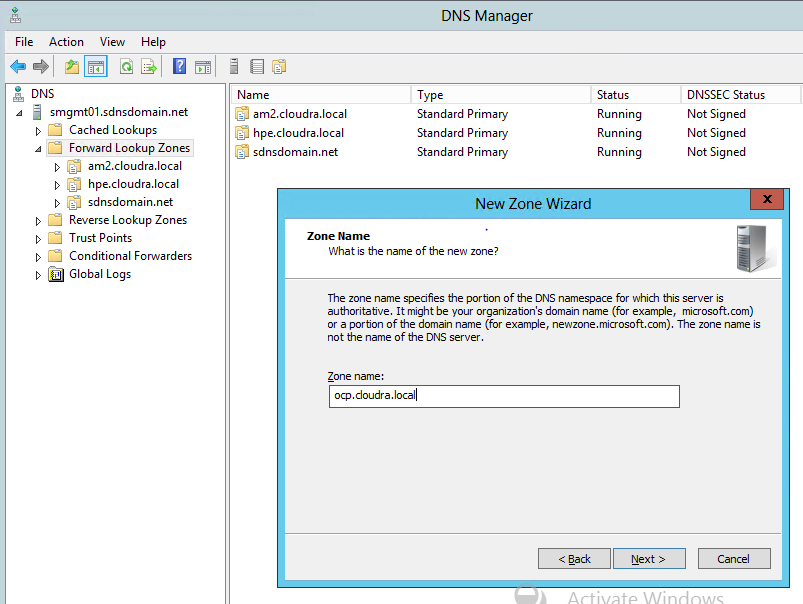 DNS Manager
File Action View Help
DNS
smgmt01.sdnsdomain.net
Cached Lookups
Forward Lookup Zones
am2.cloudra.local
hpe.cloudra.local
sdnsdomain.net
Reverse Lookup Zones
Trust Points
Conditional Forwarders
Global Logs
Name Type Status DNSSEC Status
am2.cloudra.local Standard Primary Running Not Signed
hpe.cloudra.local Standard Primary Running Not Signed
sdnsdomain.net Standard Primary Running Not Signed
New Zone Wizard
Zone Name
What is the name of the new zone?
The zone name specifies the portion of the DNS namespace for which this server is
authoritative. It might be your organization's domain name (for example, microsoft.com)
or a portion of the domain name (for example, newzone.microsoft.com). The zone name is
not the name of the DNS server.
Zone name:
ocp.cloudra.local
< Back Next > Cancel
Activate Windows